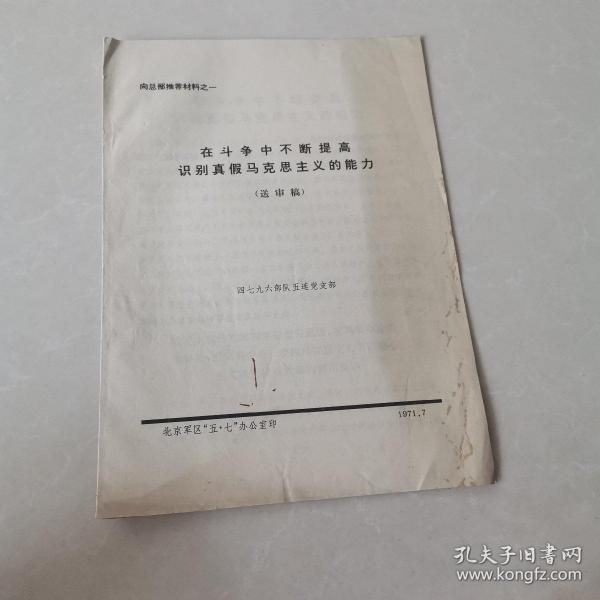 向总部推荐材料之一
在斗争中不断提高
识别真假马克思主义的能力
（送审稿）
四七九六部队五连党支部
北京军区“五·七”办公室印
1971.7
孔夫子旧书网
www.kongfz.com